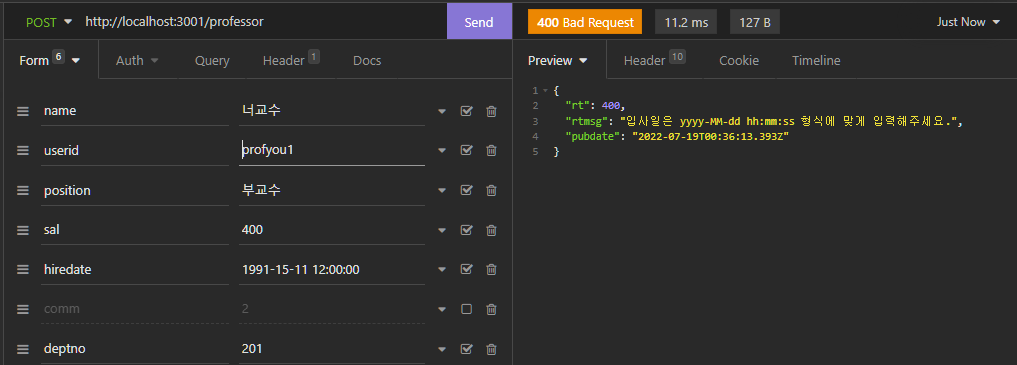 POST http://localhost:3001/professor Send 400 Bad Request 11.2 ms 127 B Just Now
Form 6 Auth Query Header 1 Docs Preview Header 10 Cookie Timeline
name 너교수
userid profyou1
position 부교수
sal 400
hiredate 1991-15-11 12:00:00
comm 2
deptno 201
1 {
2 "rt": 400,
3 "rtmsg": "입사일은 yyyy-MM-dd hh:mm:ss 형식에 맞게 입력해주세요.",
4 "pubdate": "2022-07-19T00:36:13.393Z"
5 }